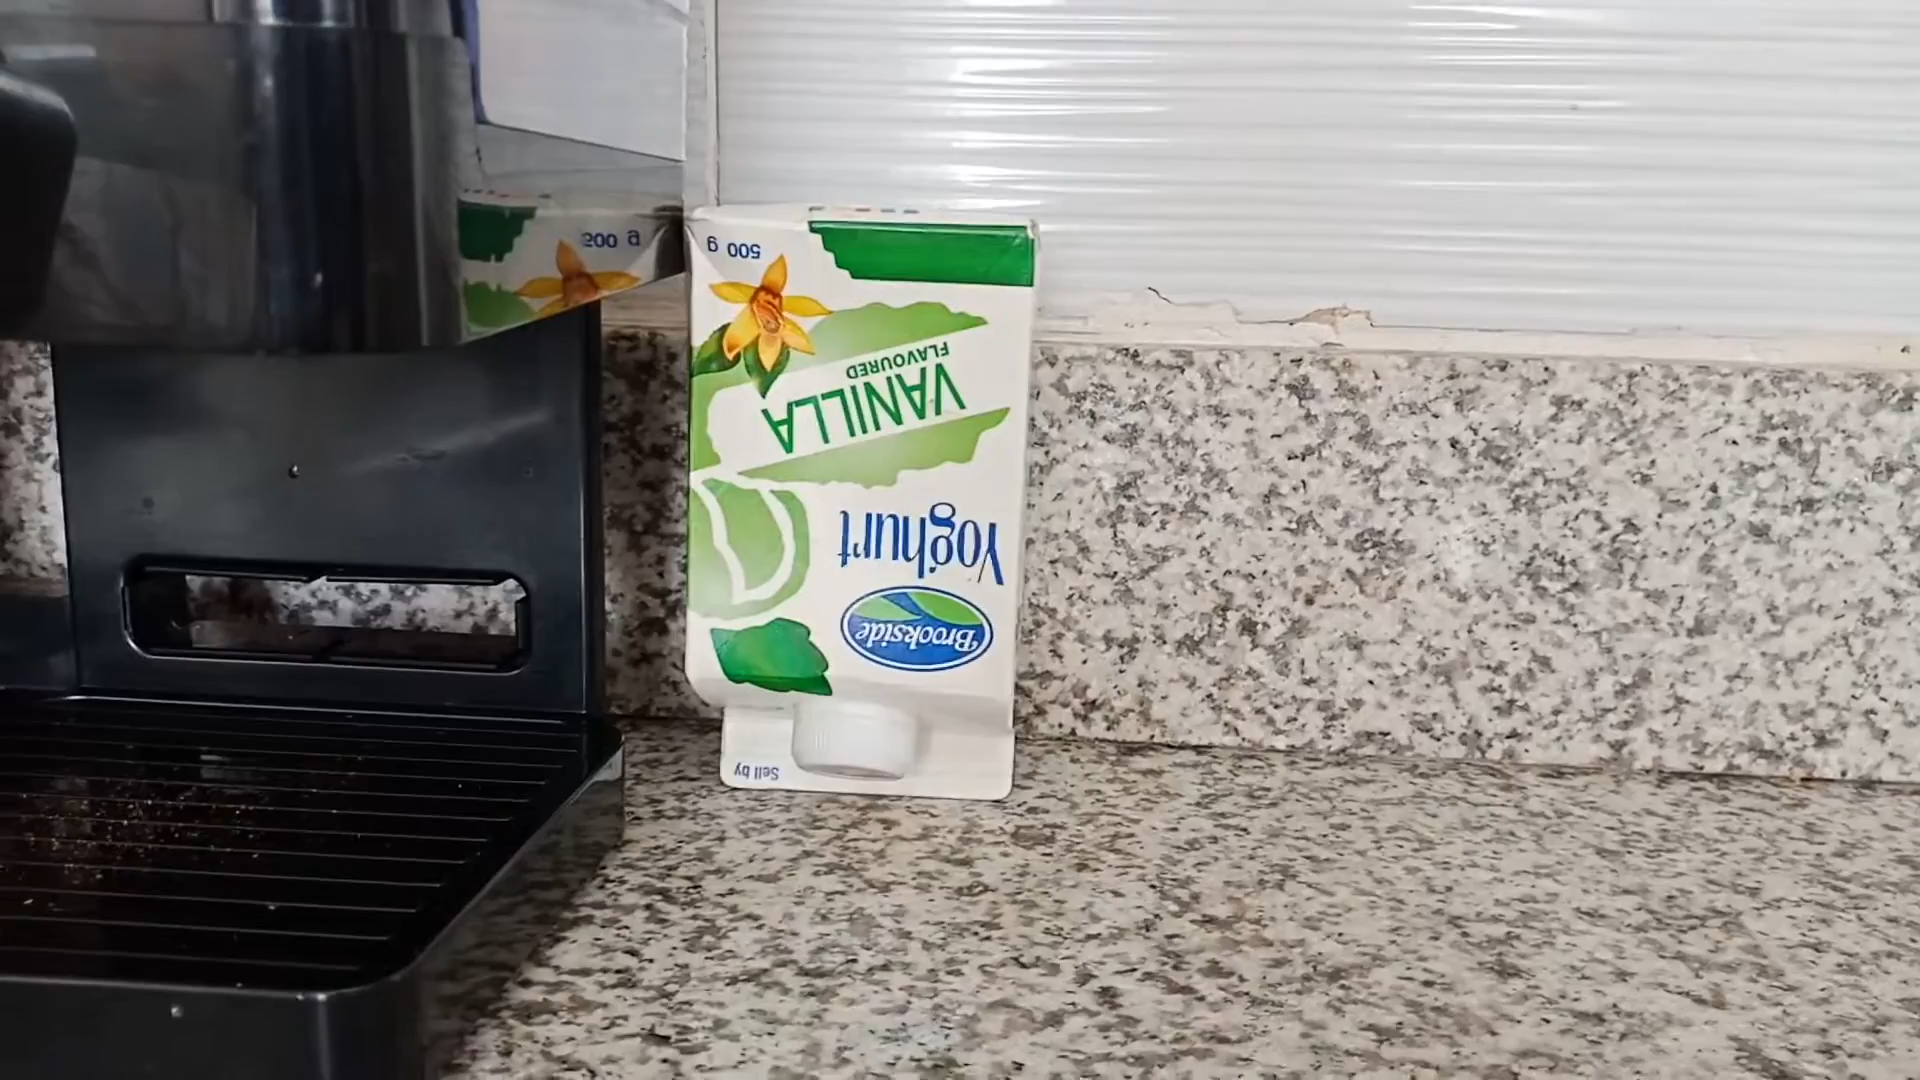 Sell by
Brookside
Yoghurt
VANILLA
FLAVOURED
500 g
500 g